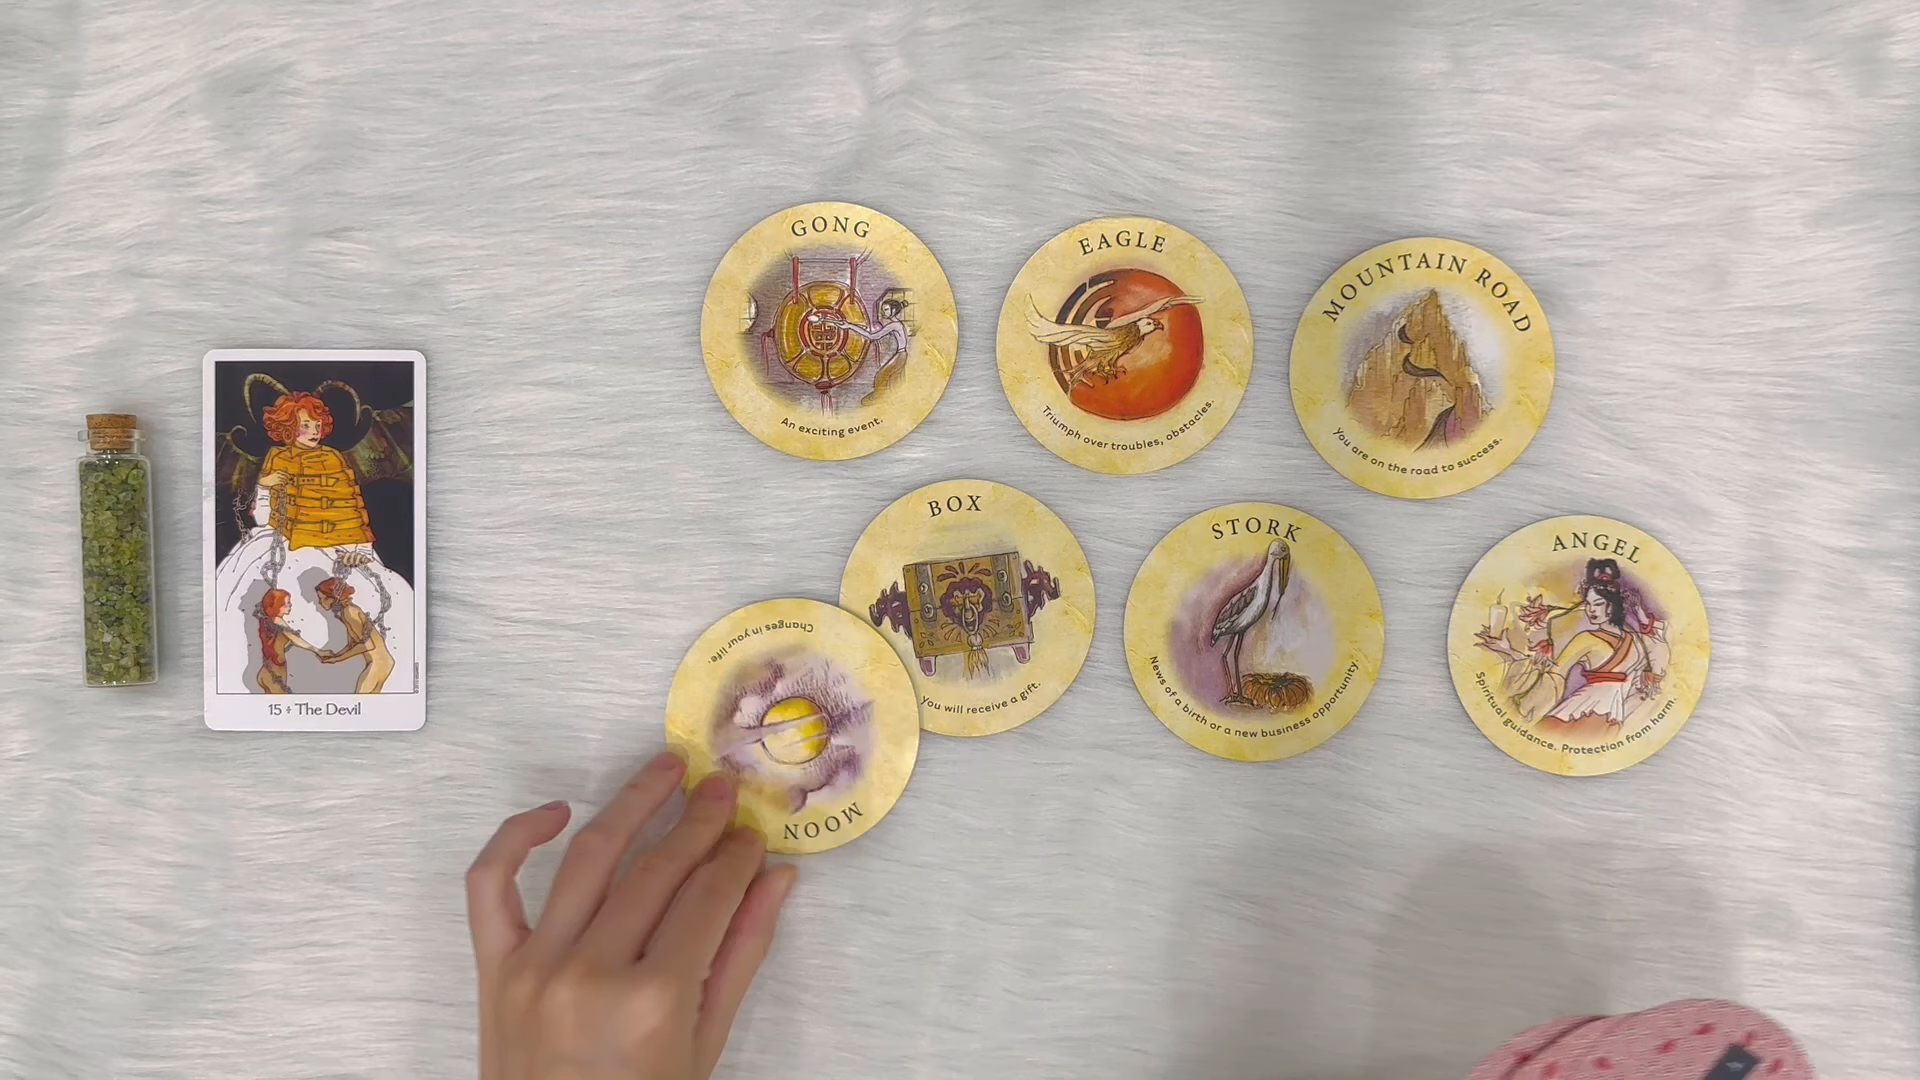 GONG
An exciting event.
EAGLE
Triumph over troubles, obstacles.
MOUNTAIN ROAD
You are on the road to success.
BOX
You will receive a gift.
STORK
News of a birth or a new business opportunity.
ANGEL
Spiritual guidance. Protection from harm.
MOON
Changes in your life.
15 The Devil